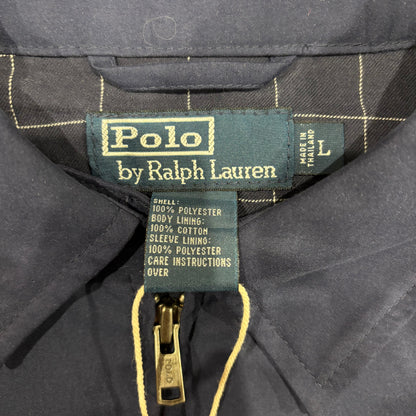 Polo
by Ralph Lauren
MADE IN
THAILAND
L
SHELL:
100% POLYESTER
BODY LINING:
100% COTTON
SLEEVE LINING:
100% POLYESTER
CARE INSTRUCTIONS
OVER
POLO